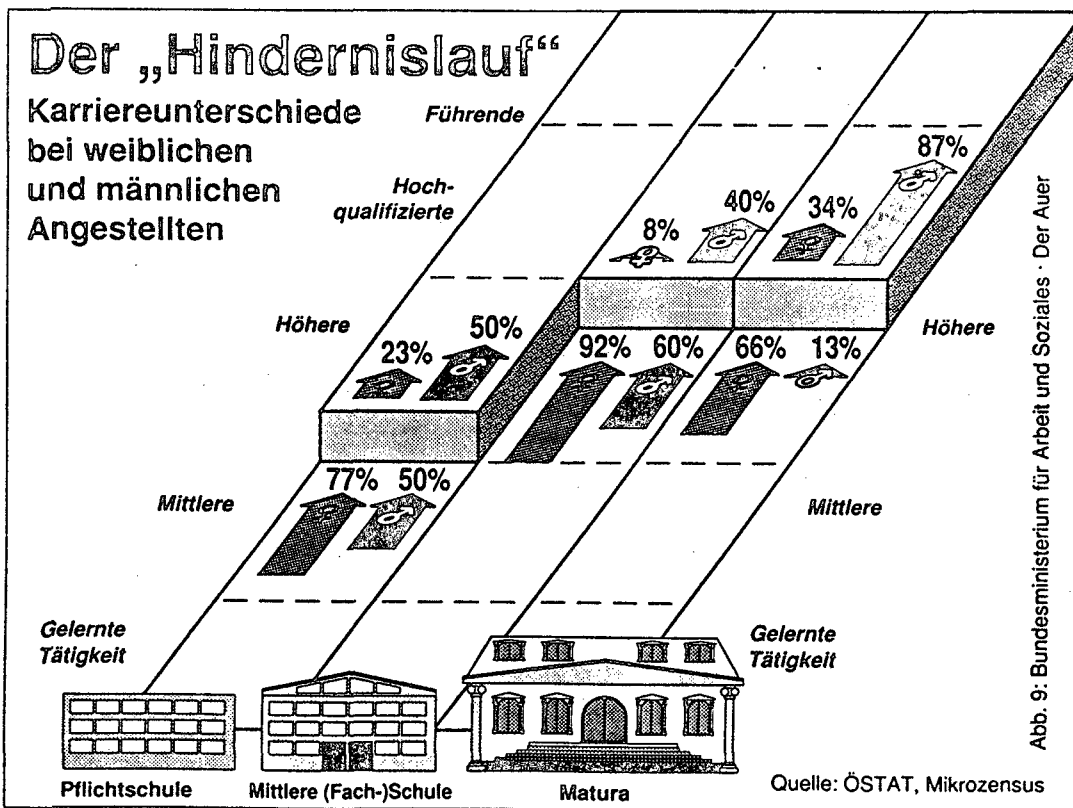 Der „Hindernislauf“
Karriereunterschiede
bei weiblichen
und männlichen
Angestellten
Führende
Hoch-
qualifizierte
87%
40%
34%
8%
Höhere
50%
23%
92%
60%
66%
13%
Höhere
77%
50%
Mittlere
Mittlere
Gelernte
Tätigkeit
Gelernte
Tätigkeit
Pflichtschule
Mittlere (Fach-)Schule
Matura
Quelle: ÖSTAT, Mikrozensus
Abb. 9: Bundesministerium für Arbeit und Soziales · Der Auer